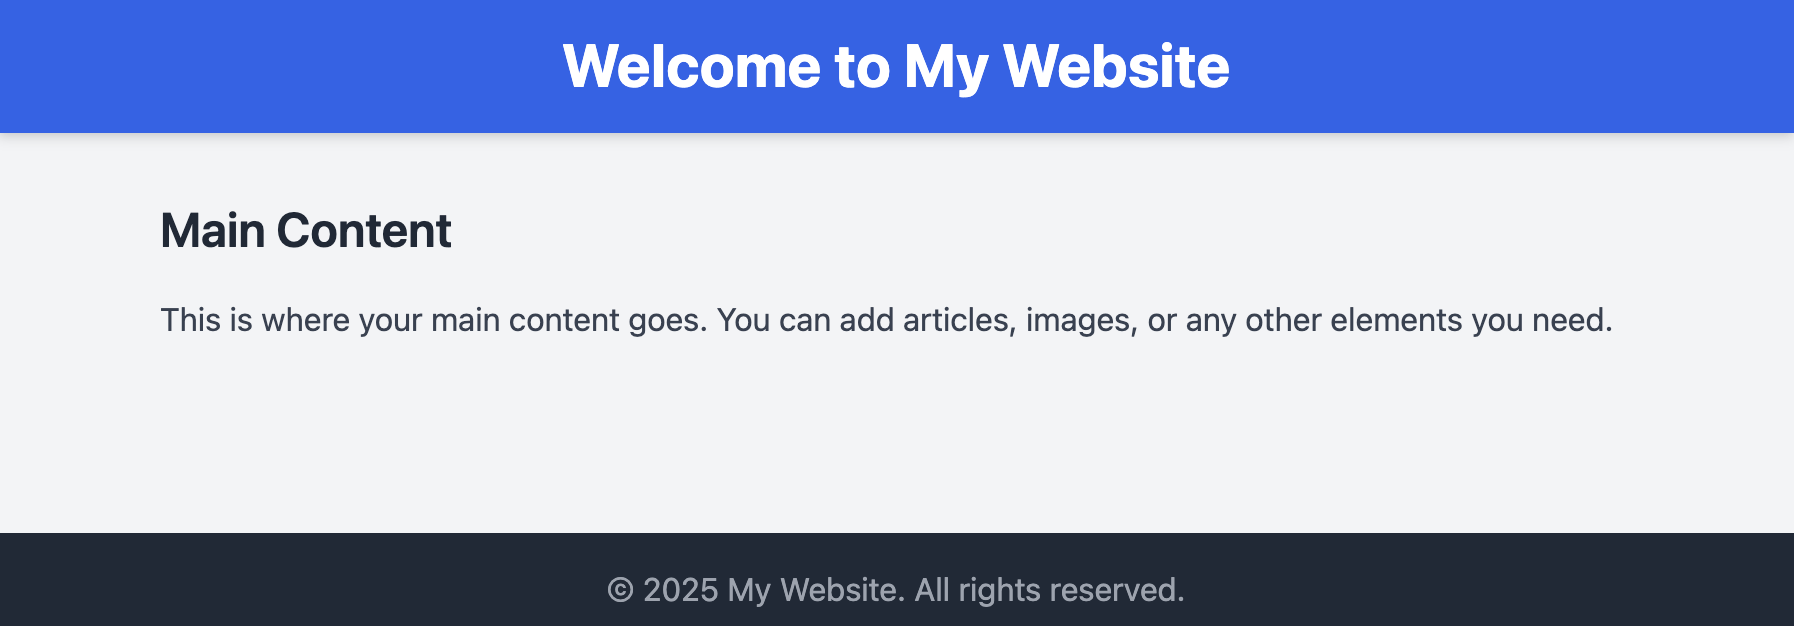 Welcome to My Website
Main Content
This is where your main content goes. You can add articles, images, or any other elements you need.
© 2025 My Website. All rights reserved.